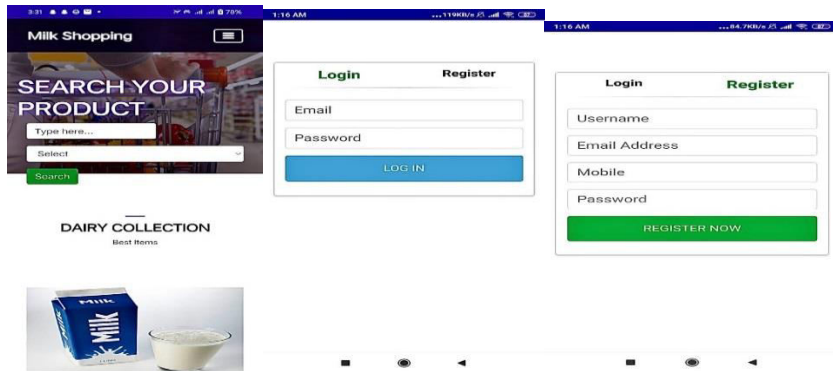 3:31
78%
Milk Shopping
SEARCH YOUR
PRODUCT
Type here...
Select
Search
DAIRY COLLECTION
Best Items
Milk
Milk
1:16 AM
...119KB/s
Login Register
Email
Password
LOG IN
1:16 AM
...84.7KB/s
Login Register
Username
Email Address
Mobile
Password
REGISTER NOW